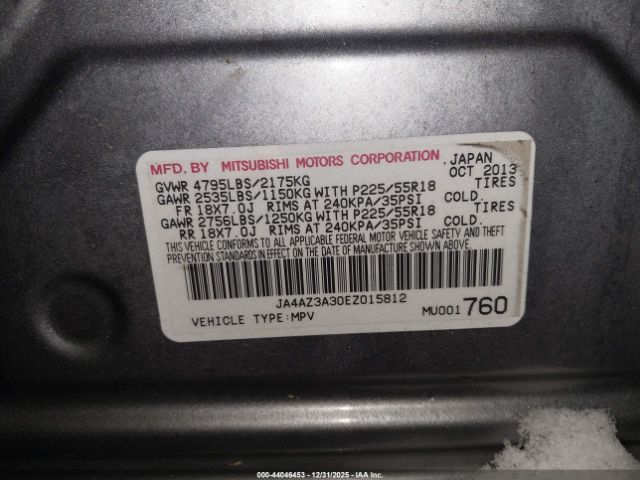 MFD. BY MITSUBISHI MOTORS CORPORATION .JAPAN
GVWR 4795LBS/2175KG OCT 2013
GAWR 2535LBS/1150KG WITH P225/55R18 TIRES
FR 18X7.0J RIMS AT 240KPA/35PSI COLD.
GAWR 2756LBS/1250KG WITH P225/55R18 TIRES
RR 18X7.0J RIMS AT 240KPA/35PSI COLD.
THIS VEHICLE CONFORMS TO ALL APPLICABLE FEDERAL MOTOR VEHICLE SAFETY AND THEFT
PREVENTION STANDARDS IN EFFECT ON THE DATE OF MANUFACTURE SHOWN ABOVE.
JA4AZ3A30EZ015812
VEHICLE TYPE:MPV MU001760
000-44046453 - 12/31/2025 - IAAI, Inc.